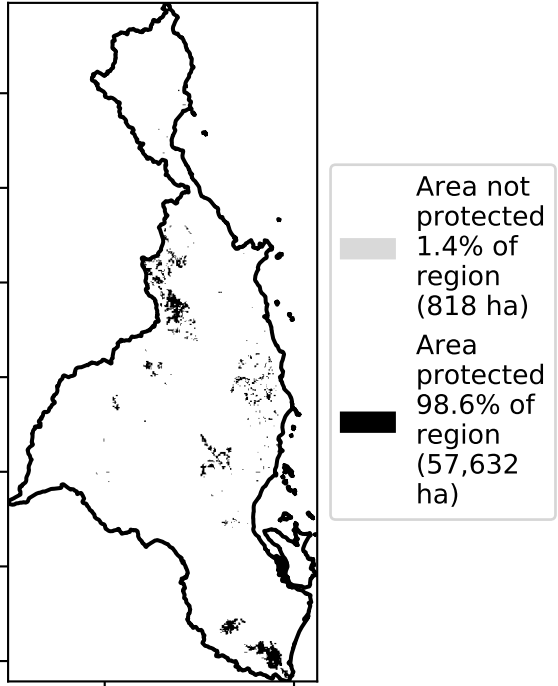 Area not
protected
1.4% of
region
(818 ha)
Area
protected
98.6% of
region
(57,632
ha)